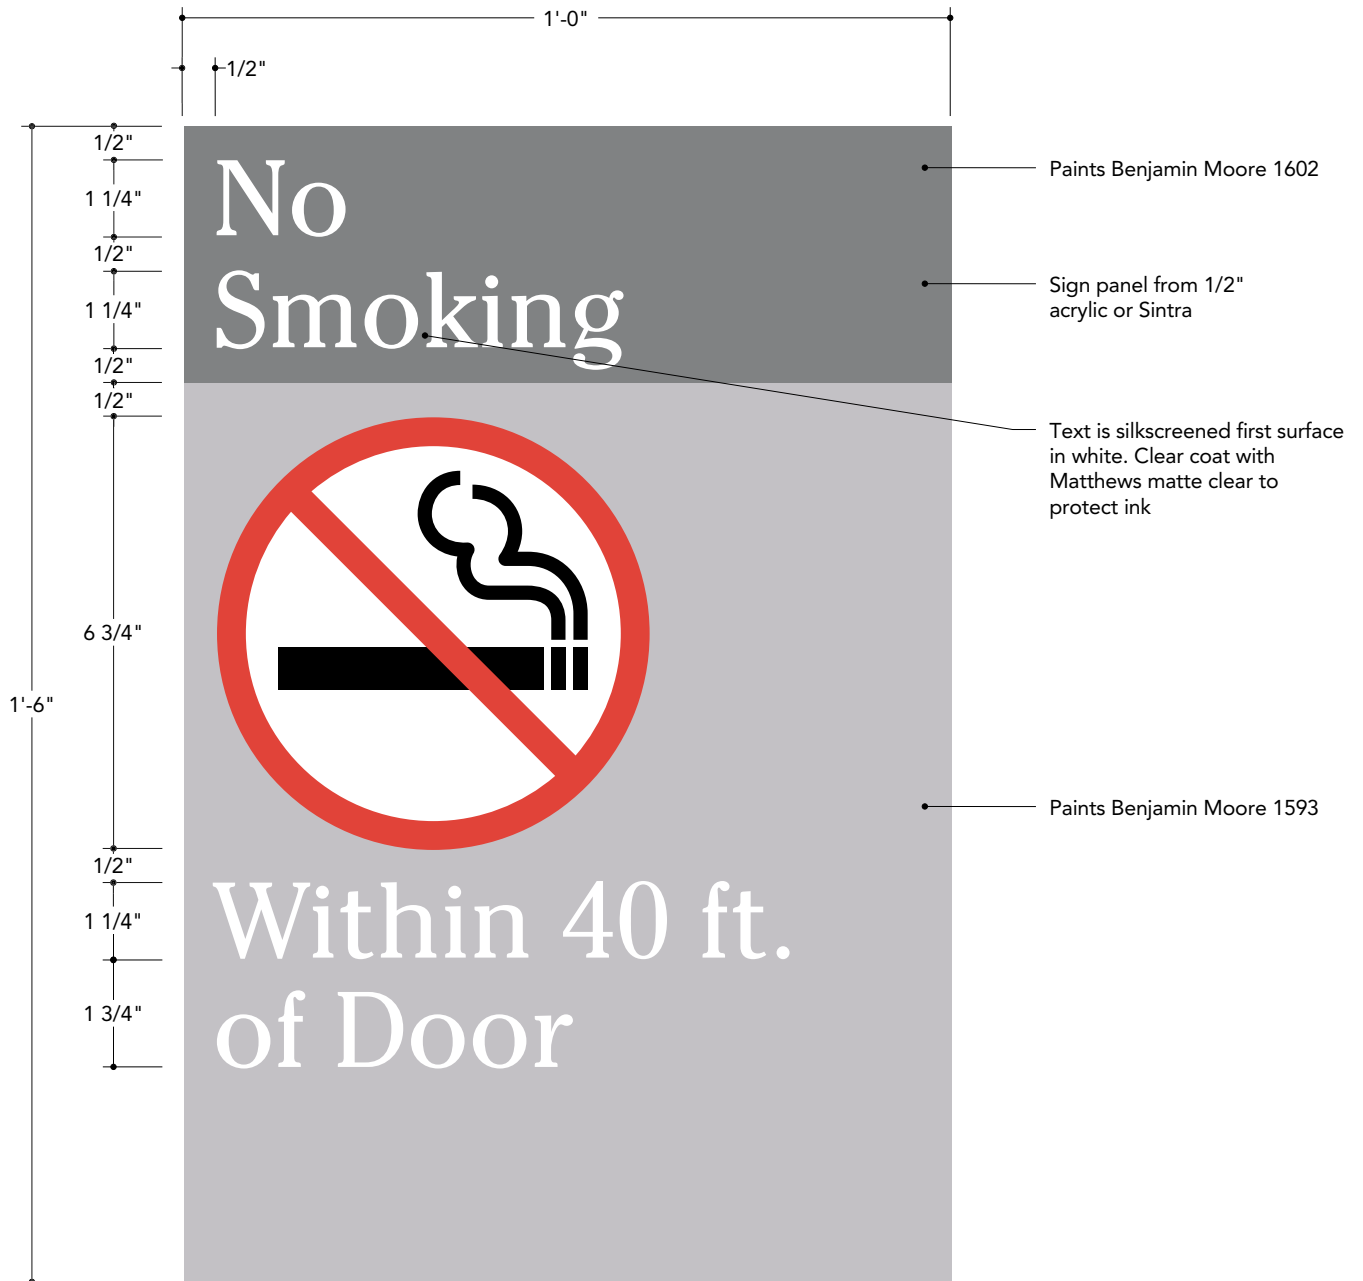 1'-0"
1/2"
1/2"
1 1/4"
1/2"
1 1/4"
1/2"
1/2"
6 3/4"
1'-6"
1/2"
1 1/4"
1 3/4"
No
Smoking
Within 40 ft.
of Door
Paints Benjamin Moore 1602
Sign panel from 1/2"
acrylic or Sintra
Text is silkscreened first surface
in white. Clear coat with
Matthews matte clear to
protect ink
Paints Benjamin Moore 1593